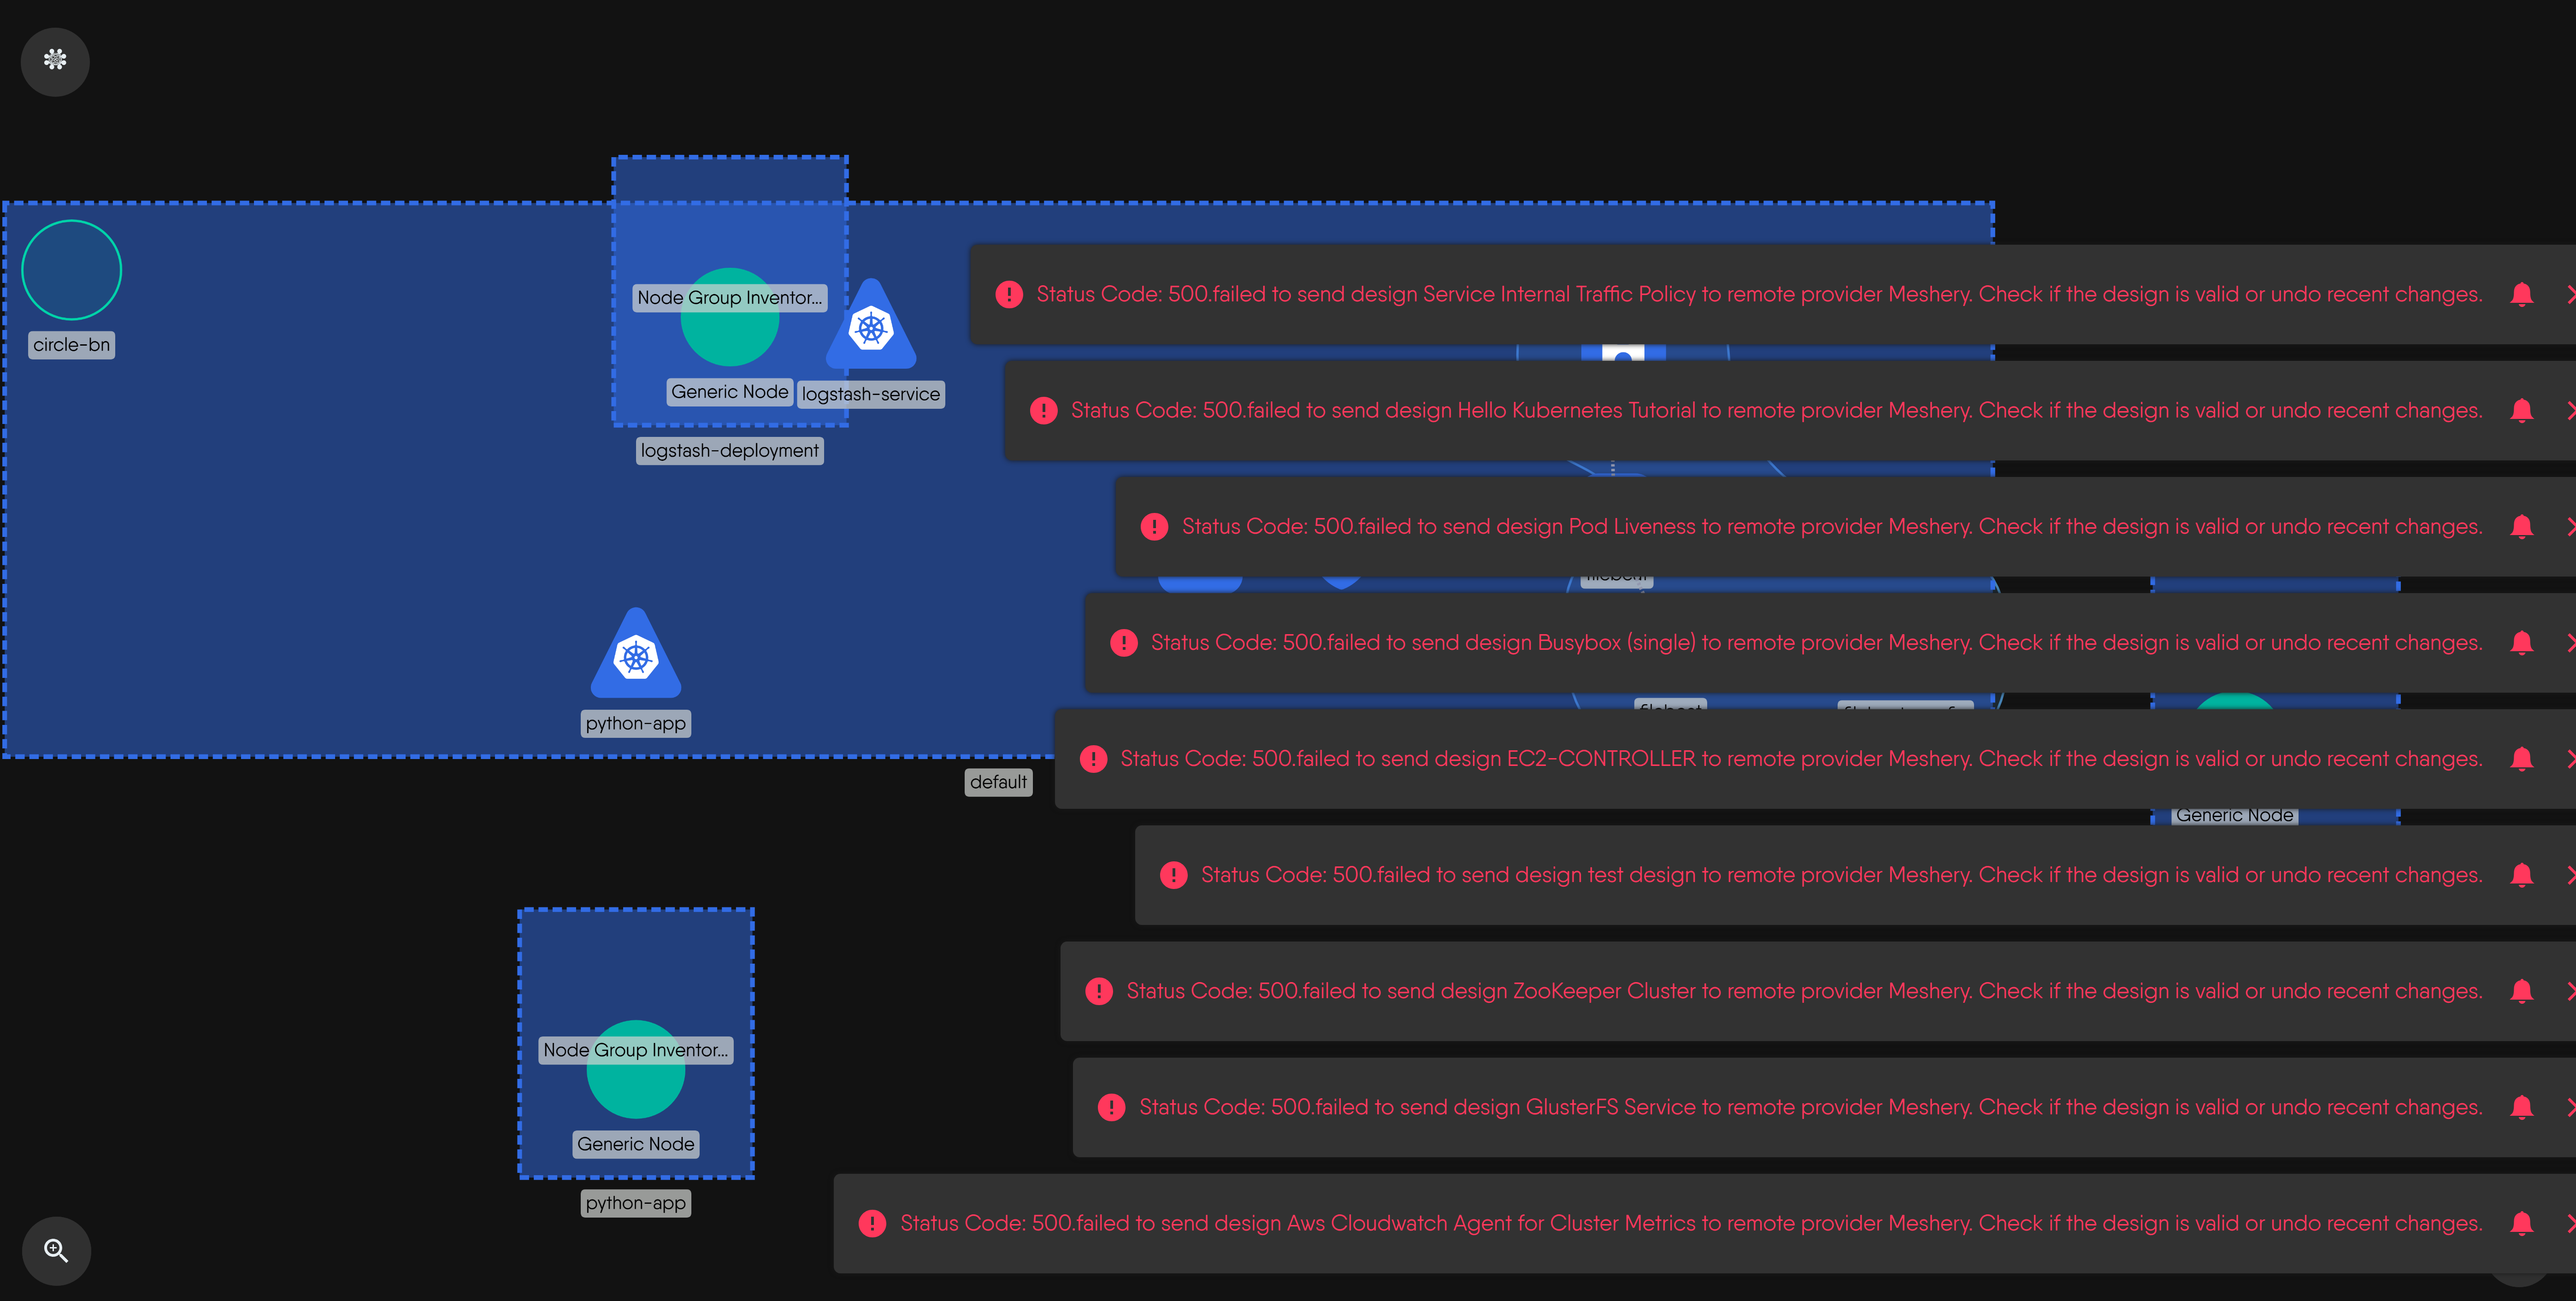 circle-bn
Node Group Inventor...
Generic Node
logstash-service
logstash-deployment
Status Code: 500.failed to send design Service Internal Traffic Policy to remote provider Meshery. Check if the design is valid or undo recent changes.
Status Code: 500.failed to send design Hello Kubernetes Tutorial to remote provider Meshery. Check if the design is valid or undo recent changes.
Status Code: 500.failed to send design Pod Liveness to remote provider Meshery. Check if the design is valid or undo recent changes.
Status Code: 500.failed to send design Busybox (single) to remote provider Meshery. Check if the design is valid or undo recent changes.
python-app
Status Code: 500.failed to send design EC2-CONTROLLER to remote provider Meshery. Check if the design is valid or undo recent changes.
default
Generic Node
Status Code: 500.failed to send design test design to remote provider Meshery. Check if the design is valid or undo recent changes.
Status Code: 500.failed to send design ZooKeeper Cluster to remote provider Meshery. Check if the design is valid or undo recent changes.
Node Group Inventor...
Status Code: 500.failed to send design GlusterFS Service to remote provider Meshery. Check if the design is valid or undo recent changes.
Generic Node
python-app
Status Code: 500.failed to send design Aws Cloudwatch Agent for Cluster Metrics to remote provider Meshery. Check if the design is valid or undo recent changes.